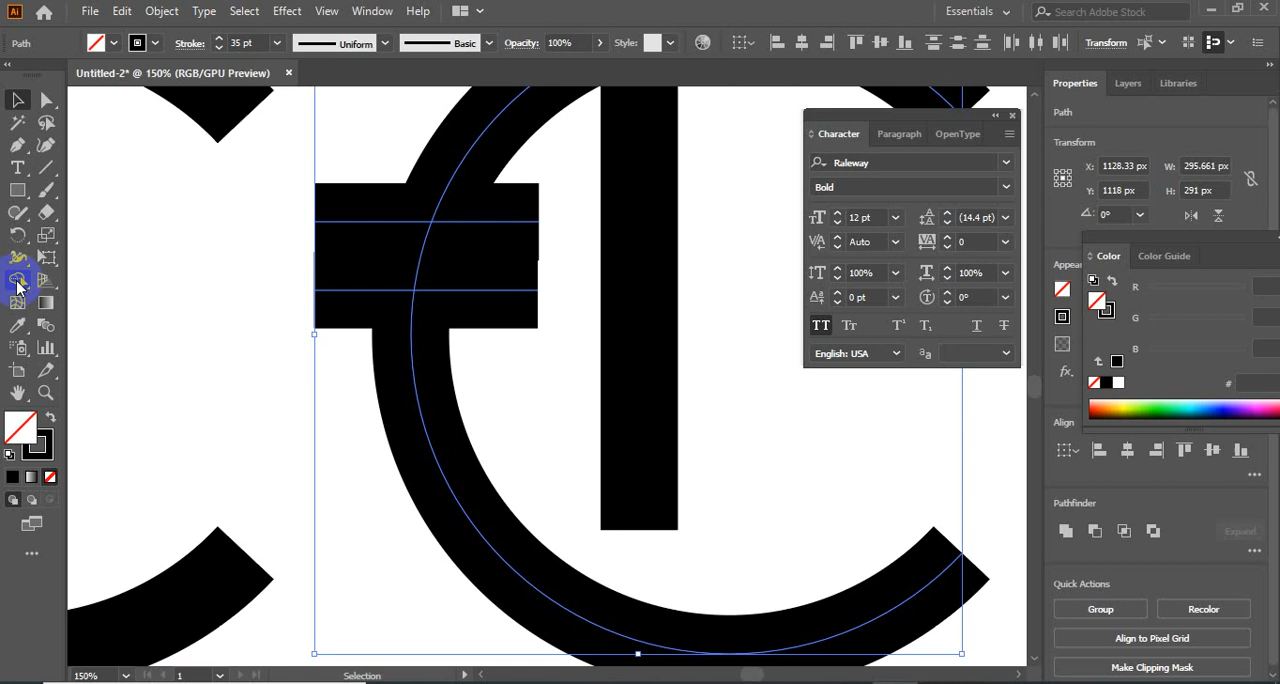 Ai File Edit Object Type Select Effect View Window Help Essentials Search Adobe Stock
Path Stroke: 35 pt Uniform Basic Opacity: 100% Style: Transform
Untitled-2* @ 150% (RGB/GPU Preview) ×
Properties Layers Libraries
Path
Transform
X: 1128.33 px W: 295.661 px
Y: 1118 px H: 291 px
0°
Character Paragraph OpenType
Raleway
Bold
12 pt (14.4 pt)
Auto 0
100% 100%
0 pt 0°
TT Tr T¹ T₁ T T
English: USA aa
Appea
fx
Color Color Guide
R
G
B
#
Align
Pathfinder
Expand
Quick Actions
Group Recolor
Align to Pixel Grid
Make Clipping Mask
150% 1 Selection